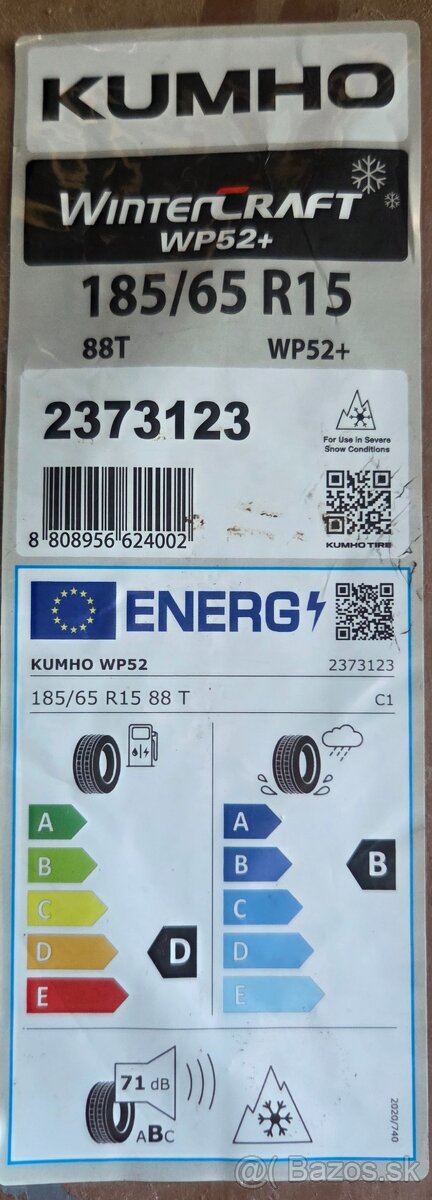 KUMHO
WINTERCRAFT
WP52+
185/65 R15
88T WP52+
2373123
For Use in Severe
Snow Conditions
8 808956 624002
KUMHO TIRE
ENERG
KUMHO WP52 2373123
185/65 R15 88 T C1
A A
B B B
C C
D D D
E E
71 dB
ABC
2020/740
@( Bazos.sk